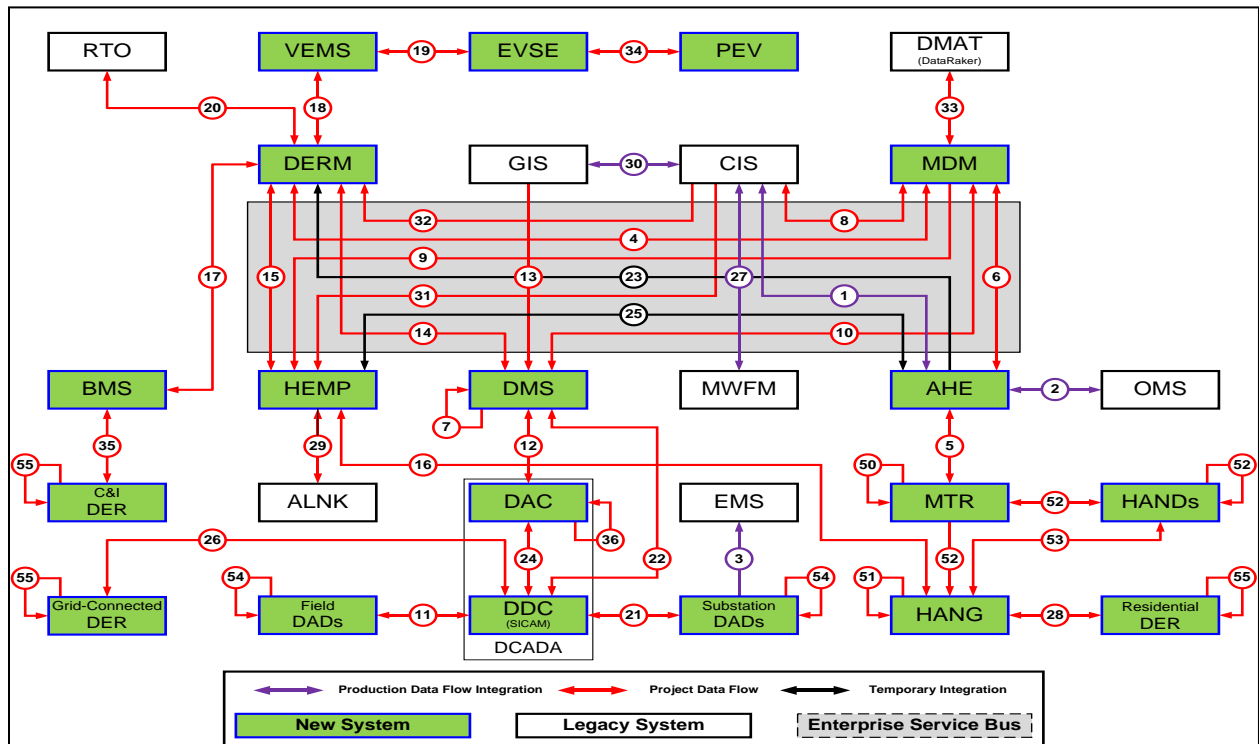 RTO
VEMS
19
EVSE
34
PEV
DMAT
(DataRaker)
20
18
33
DERM
GIS
30
CIS
MDM
32
8
4
9
17
15
13
23
27
6
31
1
25
14
10
BMS
HEMP
DMS
MWFM
AHE
2
OMS
7
35
29
12
16
5
55
50
52
C&I
DER
ALNK
DAC
EMS
MTR
52
HANDs
26
36
53
24
22
3
52
54
54
51
55
55
Grid-Connected
DER
Field
DADs
11
DDC
(SICAM)
21
Substation
DADs
HANG
28
Residential
DER
DCADA
Production Data Flow Integration
Project Data Flow
Temporary Integration
New System
Legacy System
Enterprise Service Bus